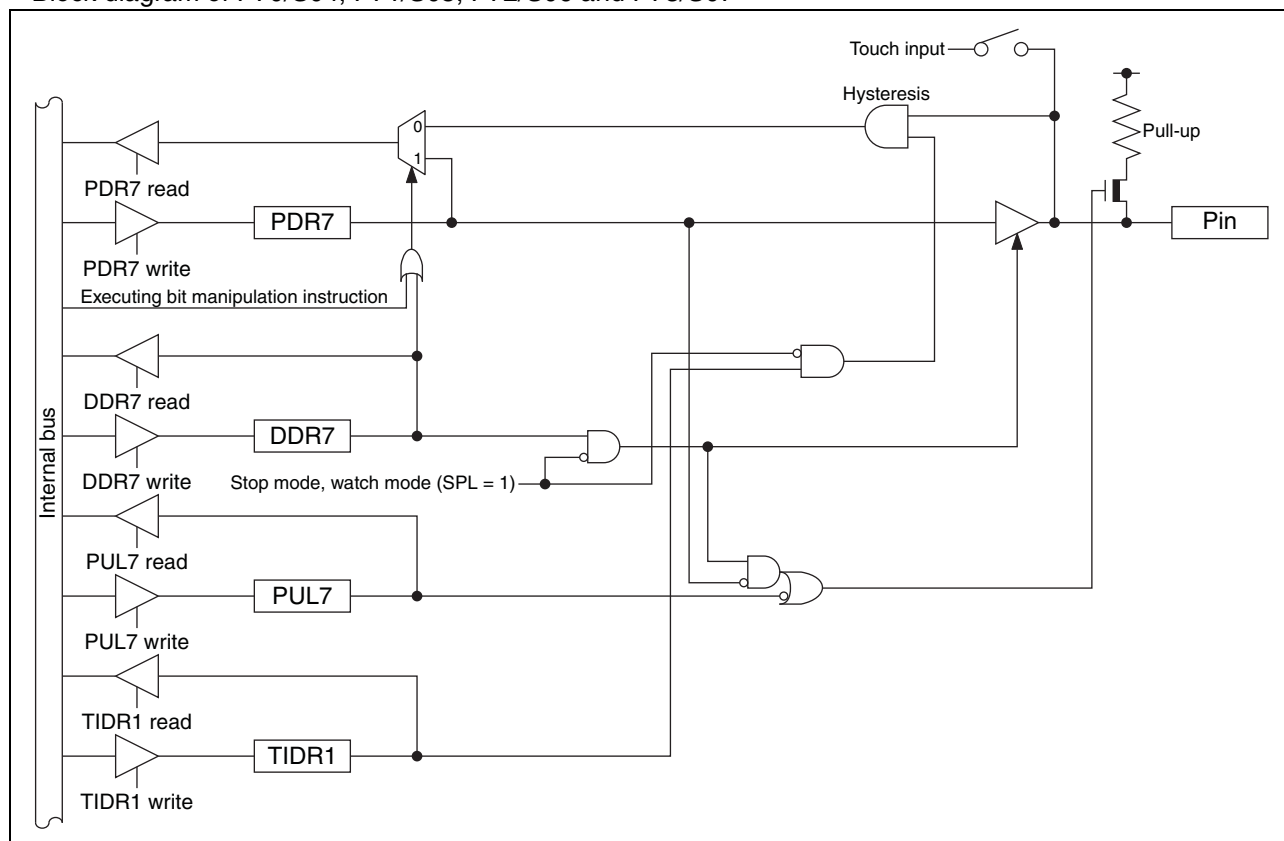 Touch input
Hysteresis
0
Pull-up
1
PDR7 read
PDR7
Pin
PDR7 write
Executing bit manipulation instruction
DDR7 read
DDR7
DDR7 write
Stop mode, watch mode (SPL = 1)
Internal bus
PUL7 read
PUL7
PUL7 write
TIDR1 read
TIDR1
TIDR1 write